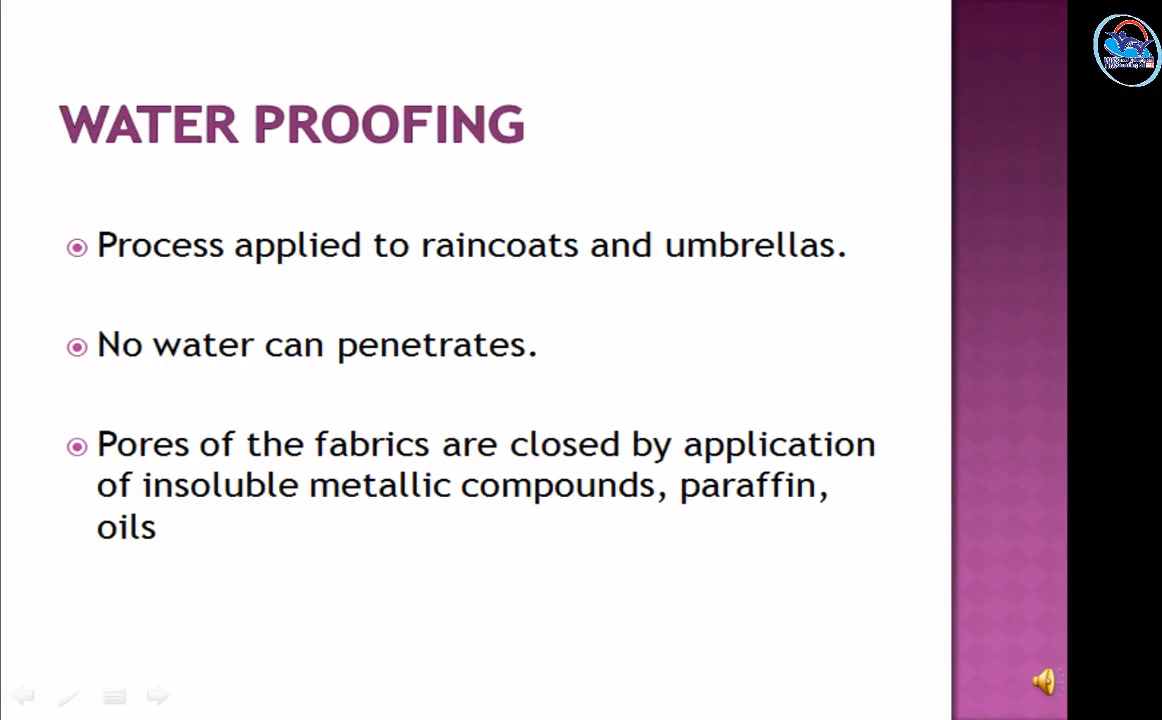 WATER PROOFING
Process applied to raincoats and umbrellas.
No water can penetrates.
Pores of the fabrics are closed by application
of insoluble metallic compounds, paraffin,
oils